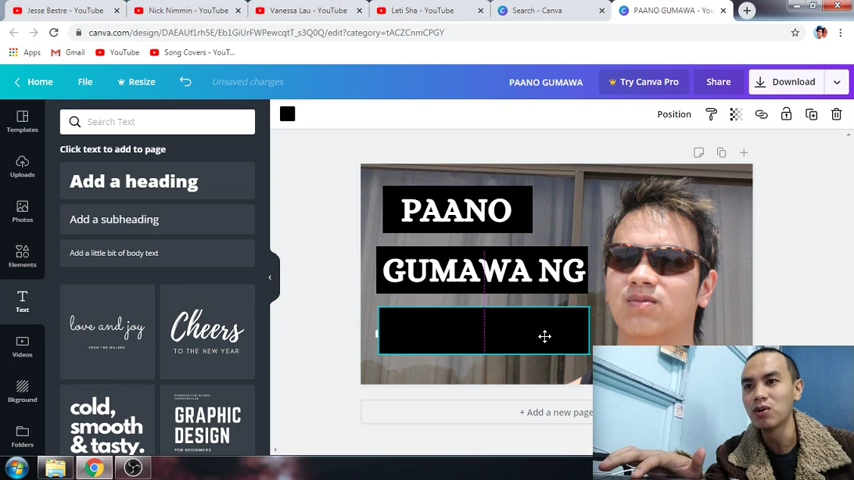 Jesse Bestre - YouTube
Nick Nimmin - YouTube
Vanessa Lau - YouTube
Leti Sha - YouTube
Search - Canva
PAANO GUMAWA - You
canva.com/design/DAEAUf1rh5E/Eb1GiUrFWPewcqtT_s3Q0Q/edit?category=tACZCnmCPGY
Apps
Gmail
YouTube
Song Covers - YouT...
Home
File
Resize
Unsaved changes
PAANO GUMAWA
Try Canva Pro
Share
Download
Templates
Uploads
Photos
Elements
Text
Videos
Bkground
Folders
Search Text
Click text to add to page
Add a heading
Add a subheading
Add a little bit of body text
love and joy
Cheers
TO THE NEW YEAR
cold,
smooth
& tasty.
GRAPHIC
DESIGN
FOR BEGINNERS
Position
PAANO
GUMAWA NG
+ Add a new page